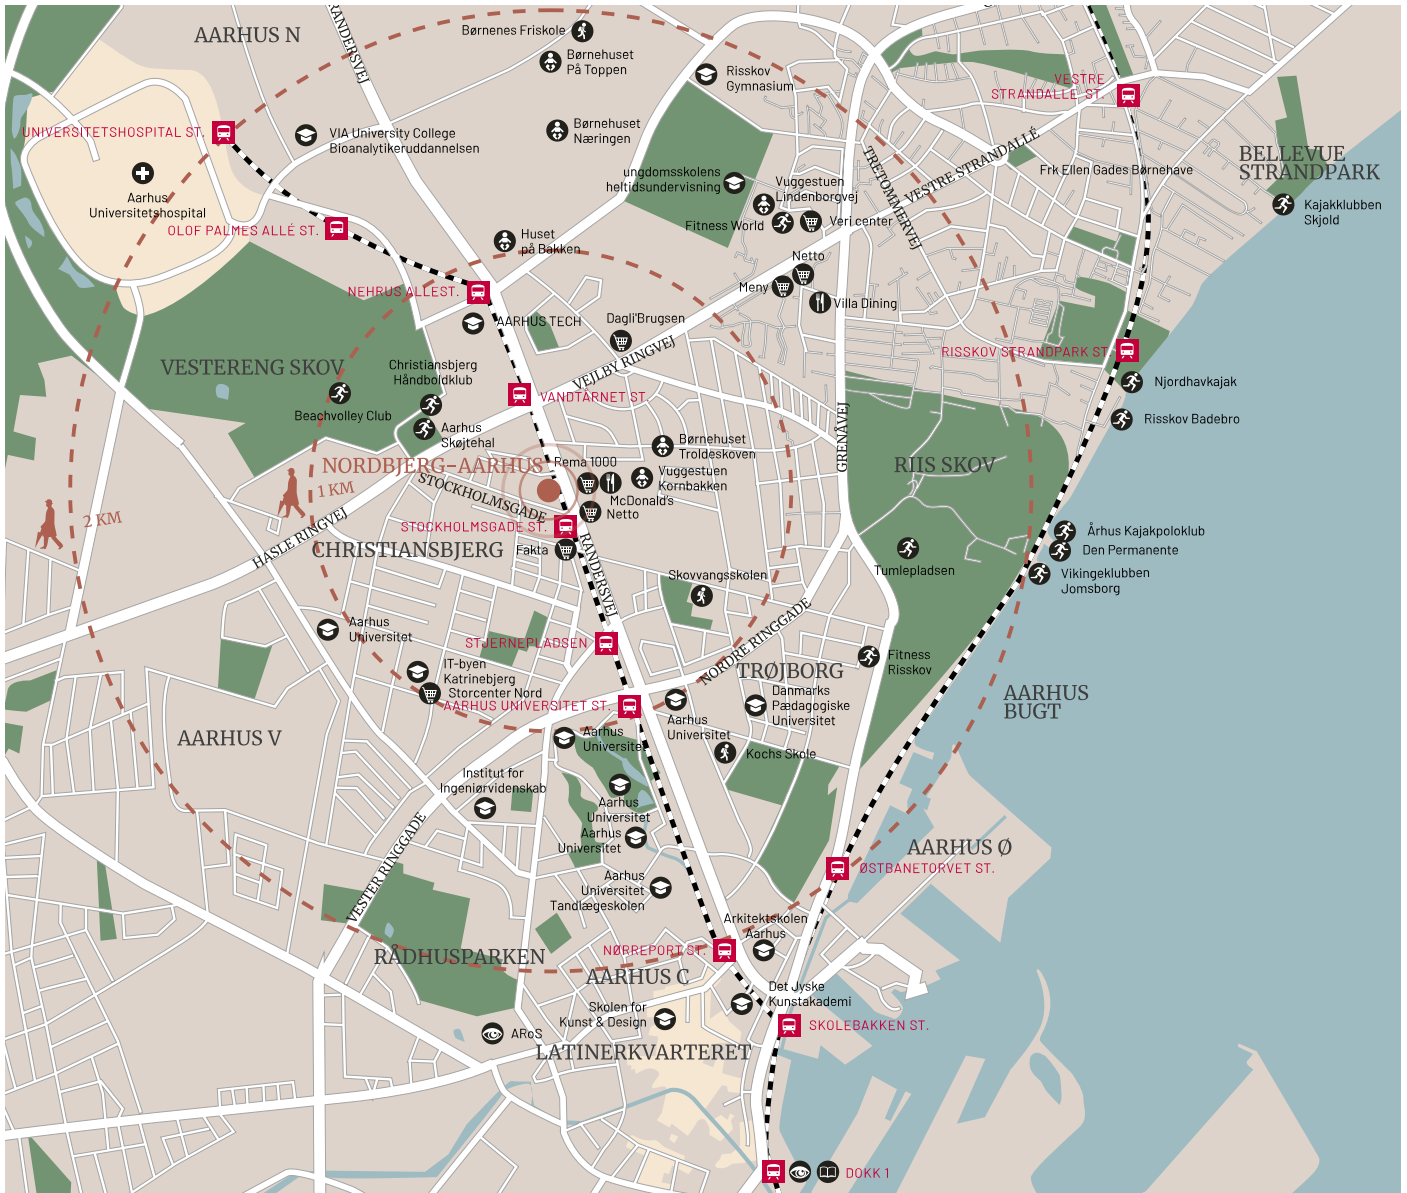 RANDERSVEJ
AARHUS N
Børnenes Friskole
Børnehuset
På Toppen
Risskov
Gymnasium
VESTRE
STRANDALLE ST.
UNIVERSITETSHOSPITAL ST.
VIA University College
Bioanalytikeruddannelsen
Børnehuset
Næringen
TRETOMMERVEJ
VESTRE STRANDALLÉ
BELLEVUE
STRANDPARK
Frk Ellen Gades Børnehave
ungdomsskolens
heltidsundervisning
Vuggestuen
Lindenborgvej
Aarhus
Universitetshospital
Kajakklubben
Skjold
Fitness World
Veri center
OLOF PALMES ALLÉ ST.
Huset
på Bakken
Netto
Meny
Villa Dining
NEHRUS ALLEST.
AARHUS TECH
Dagli'Brugsen
VEJLBY RINGVEJ
RISSKOV STRANDPARK ST
VESTERENG SKOV
Christiansbjerg
Håndboldklub
Njordhavkajak
VANDTÅRNET ST.
Beachvolley Club
Aarhus
Skøjtehal
Risskov Badebro
GRENÅVEJ
Børnehuset
Troldeskoven
NORDBJERG-AARHUS
Rema 1000
RIIS SKOV
Vuggestuen
Kornbakken
1 KM
STOCKHOLMSGADE
McDonald's
Netto
2 KM
HASLE RINGVEJ
STOCKHOLMSGADE ST.
RANDERSVEJ
Århus Kajakpoloklub
CHRISTIANSBJERG
Fakta
Den Permanente
Tumlepladsen
Vikingeklubben
Jomsborg
Skovvangsskolen
NORDRE RINGGADE
Aarhus
Universitet
STJERNEPLADSEN
Fitness
Risskov
IT-byen
Katrinebjerg
TRØJBORG
Storcenter Nord
AARHUS UNIVERSITET ST.
Danmarks
Pædagogiske
Universitet
AARHUS
BUGT
Aarhus
Universitet
AARHUS V
Aarhus
Universitet
Kochs Skole
Institut for
Ingeniørvidenskab
Aarhus
Universitet
VESTER RINGGADE
Aarhus
Universitet
AARHUS Ø
ØSTBANETORVET ST.
Aarhus
Universitet
Tandlægeskolen
Arkitektskolen
Aarhus
RÅDHUSPARKEN
NØRREPORT ST.
AARHUS C
Det Jyske
Kunstakademi
Skolen for
Kunst & Design
SKOLEBAKKEN ST.
ARoS
LATINERKVARTERET
DOKK 1